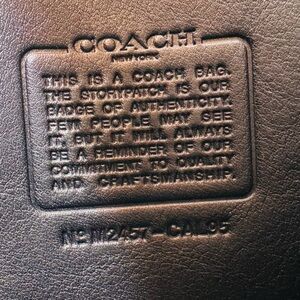 COACH
NEW YORK
THIS IS A COACH BAG.
THE STORYPATCH IS OUR
BADGE OF AUTHENTICITY.
FEW PEOPLE MAY SEE
IT, BUT IT WILL ALWAYS
BE A REMINDER OF OUR
COMMITMENT TO QUALITY
AND CRAFTSMANSHIP.
Nº M2457-CAL95